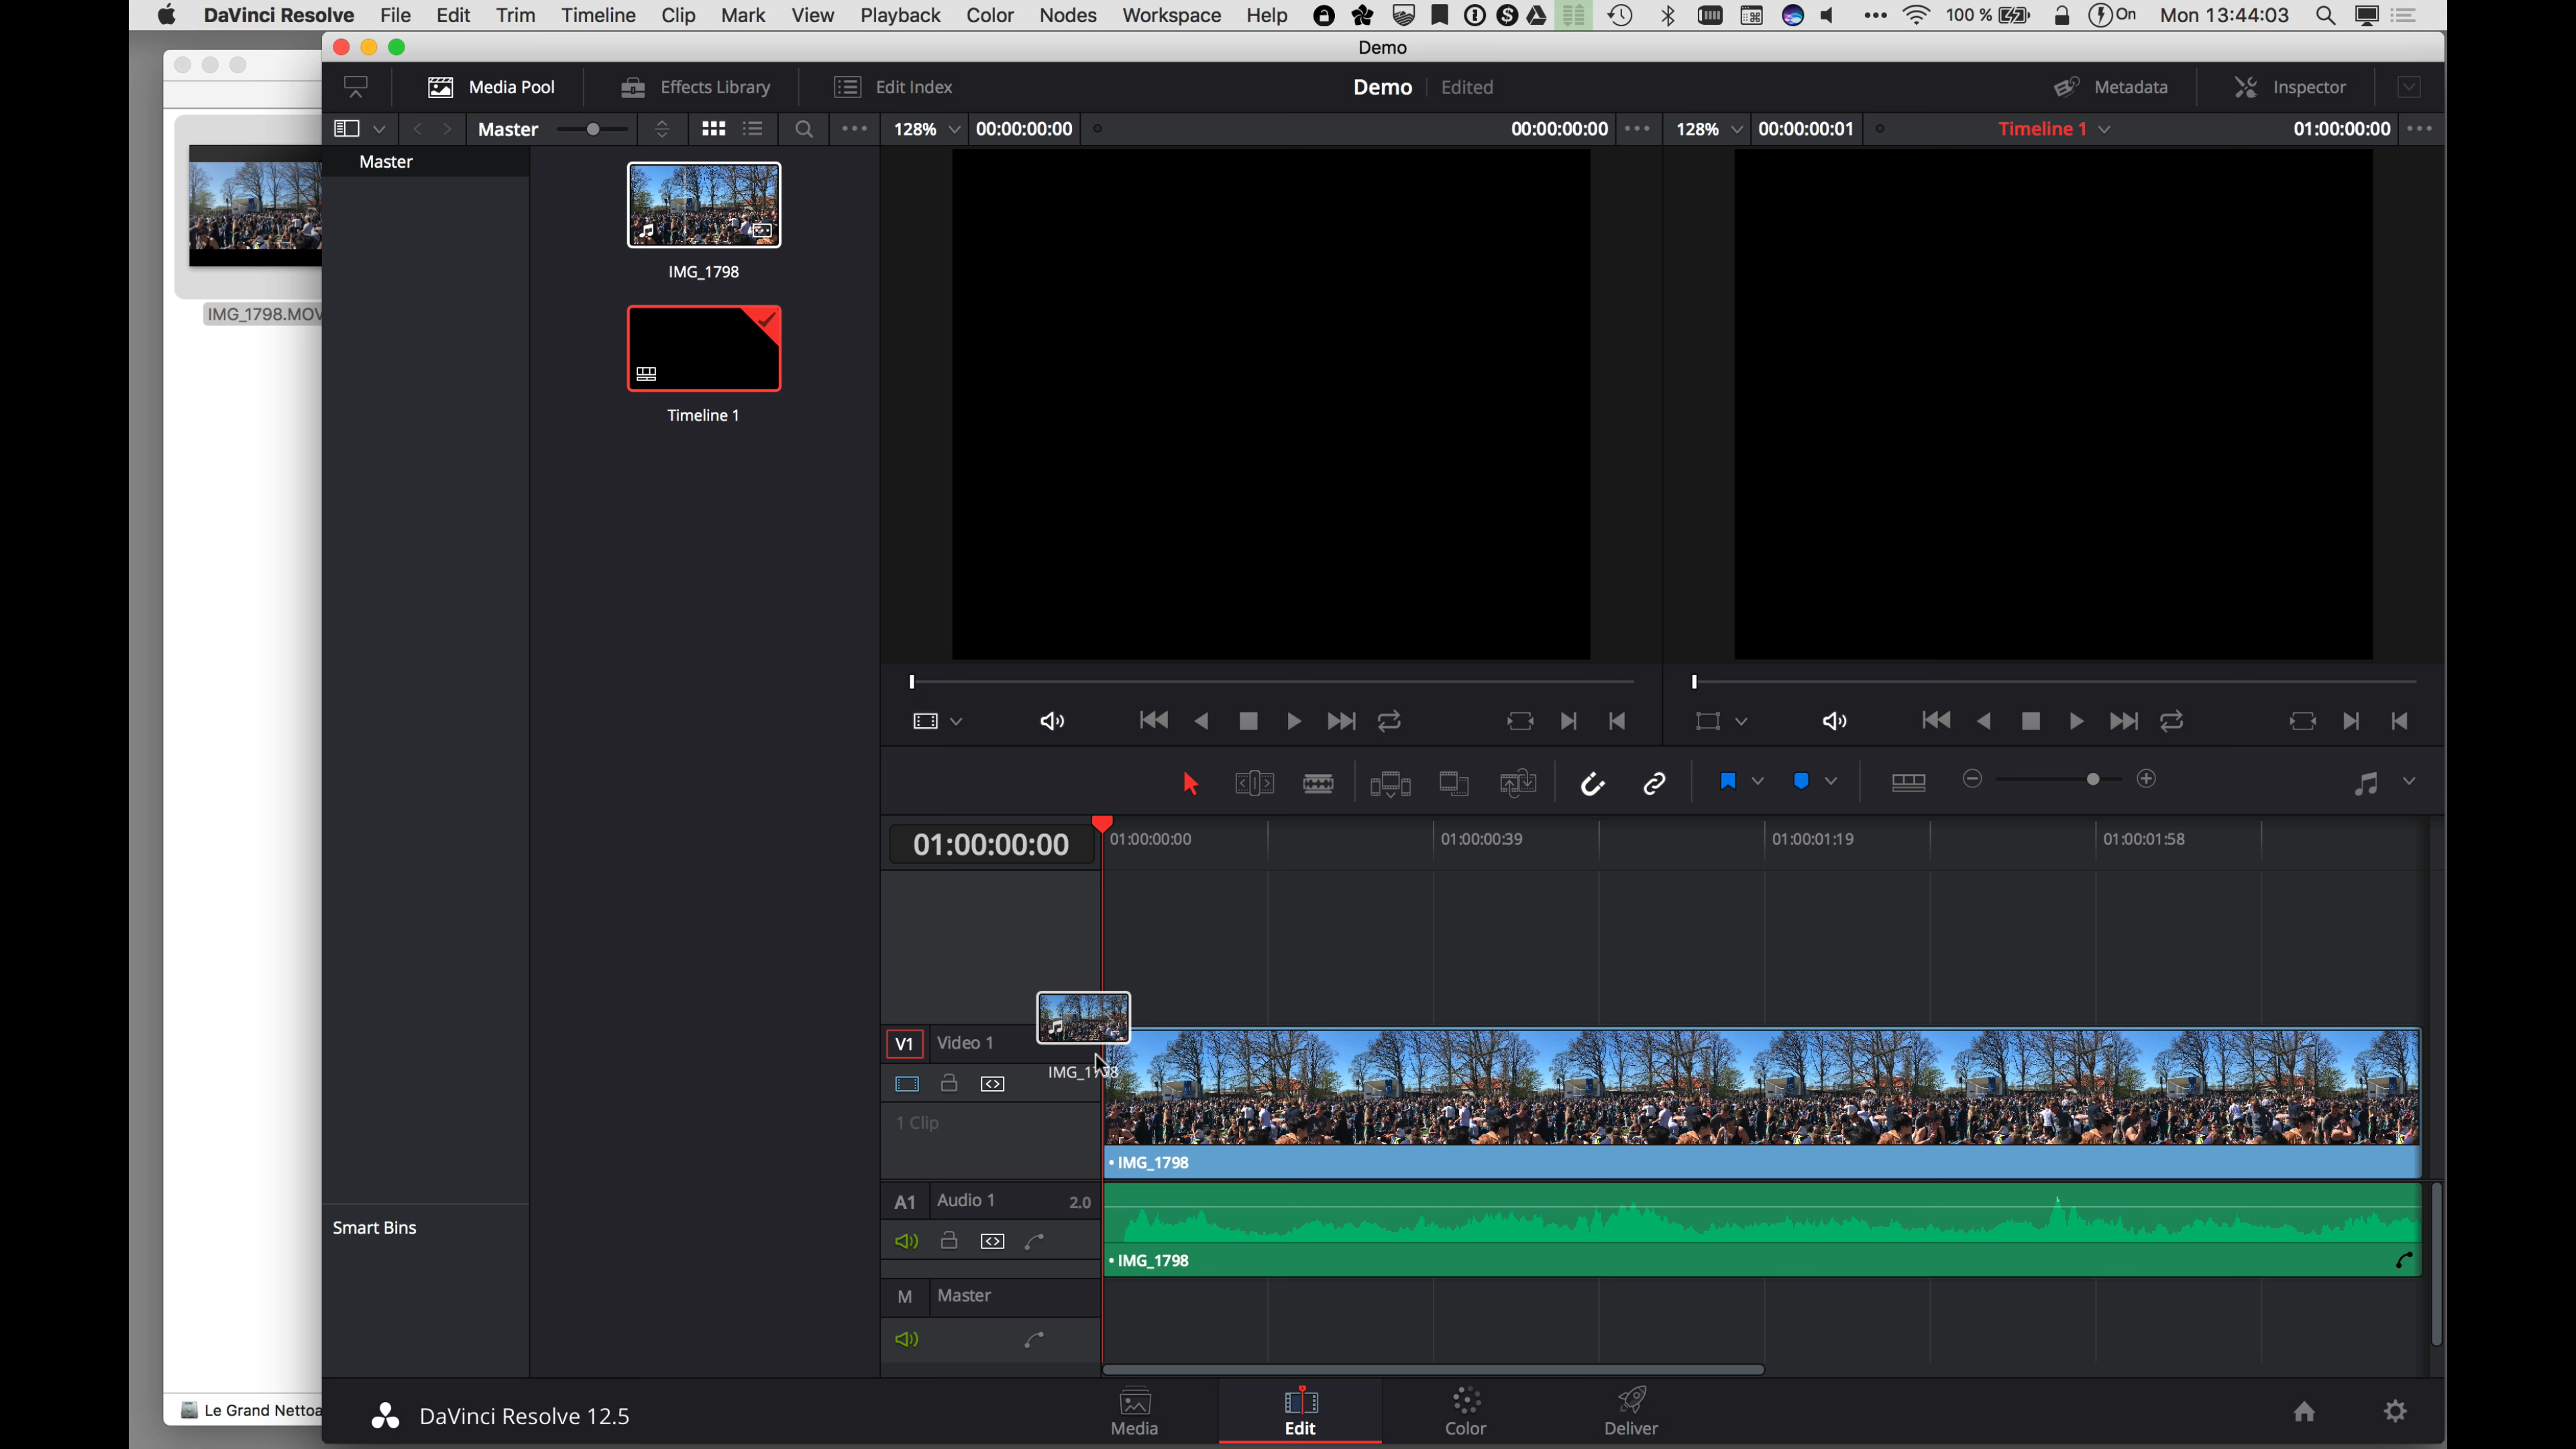 DaVinci Resolve File Edit Trim Timeline Clip Mark View Playback Color Nodes Workspace Help 100 % On Mon 13:44:03
Demo
Media Pool Effects Library Edit Index Demo Edited Metadata Inspector
Master 128% 00:00:00:00 00:00:00:00 128% 00:00:00:01 Timeline 1 01:00:00:00
Master
IMG_1798
IMG_1798.MOV
Timeline 1
01:00:00:00 01:00:00:00 01:00:00:39 01:00:01:19 01:00:01:58
V1 Video 1
IMG_1798
1 Clip
• IMG_1798
A1 Audio 1 2.0
Smart Bins
• IMG_1798
M Master
Le Grand Nettoa
DaVinci Resolve 12.5
Media Edit Color Deliver